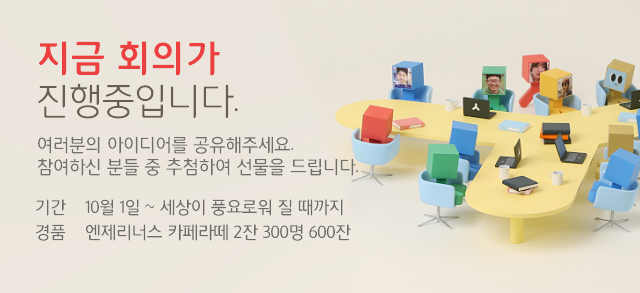 지금 회의가
진행중입니다.
여러분의 아이디어를 공유해주세요.
참여하신 분들 중 추첨하여 선물을 드립니다.
기간 10월 1일 ~ 세상이 풍요로워 질 때까지
경품 엔제리너스 카페라떼 2잔 300명 600잔